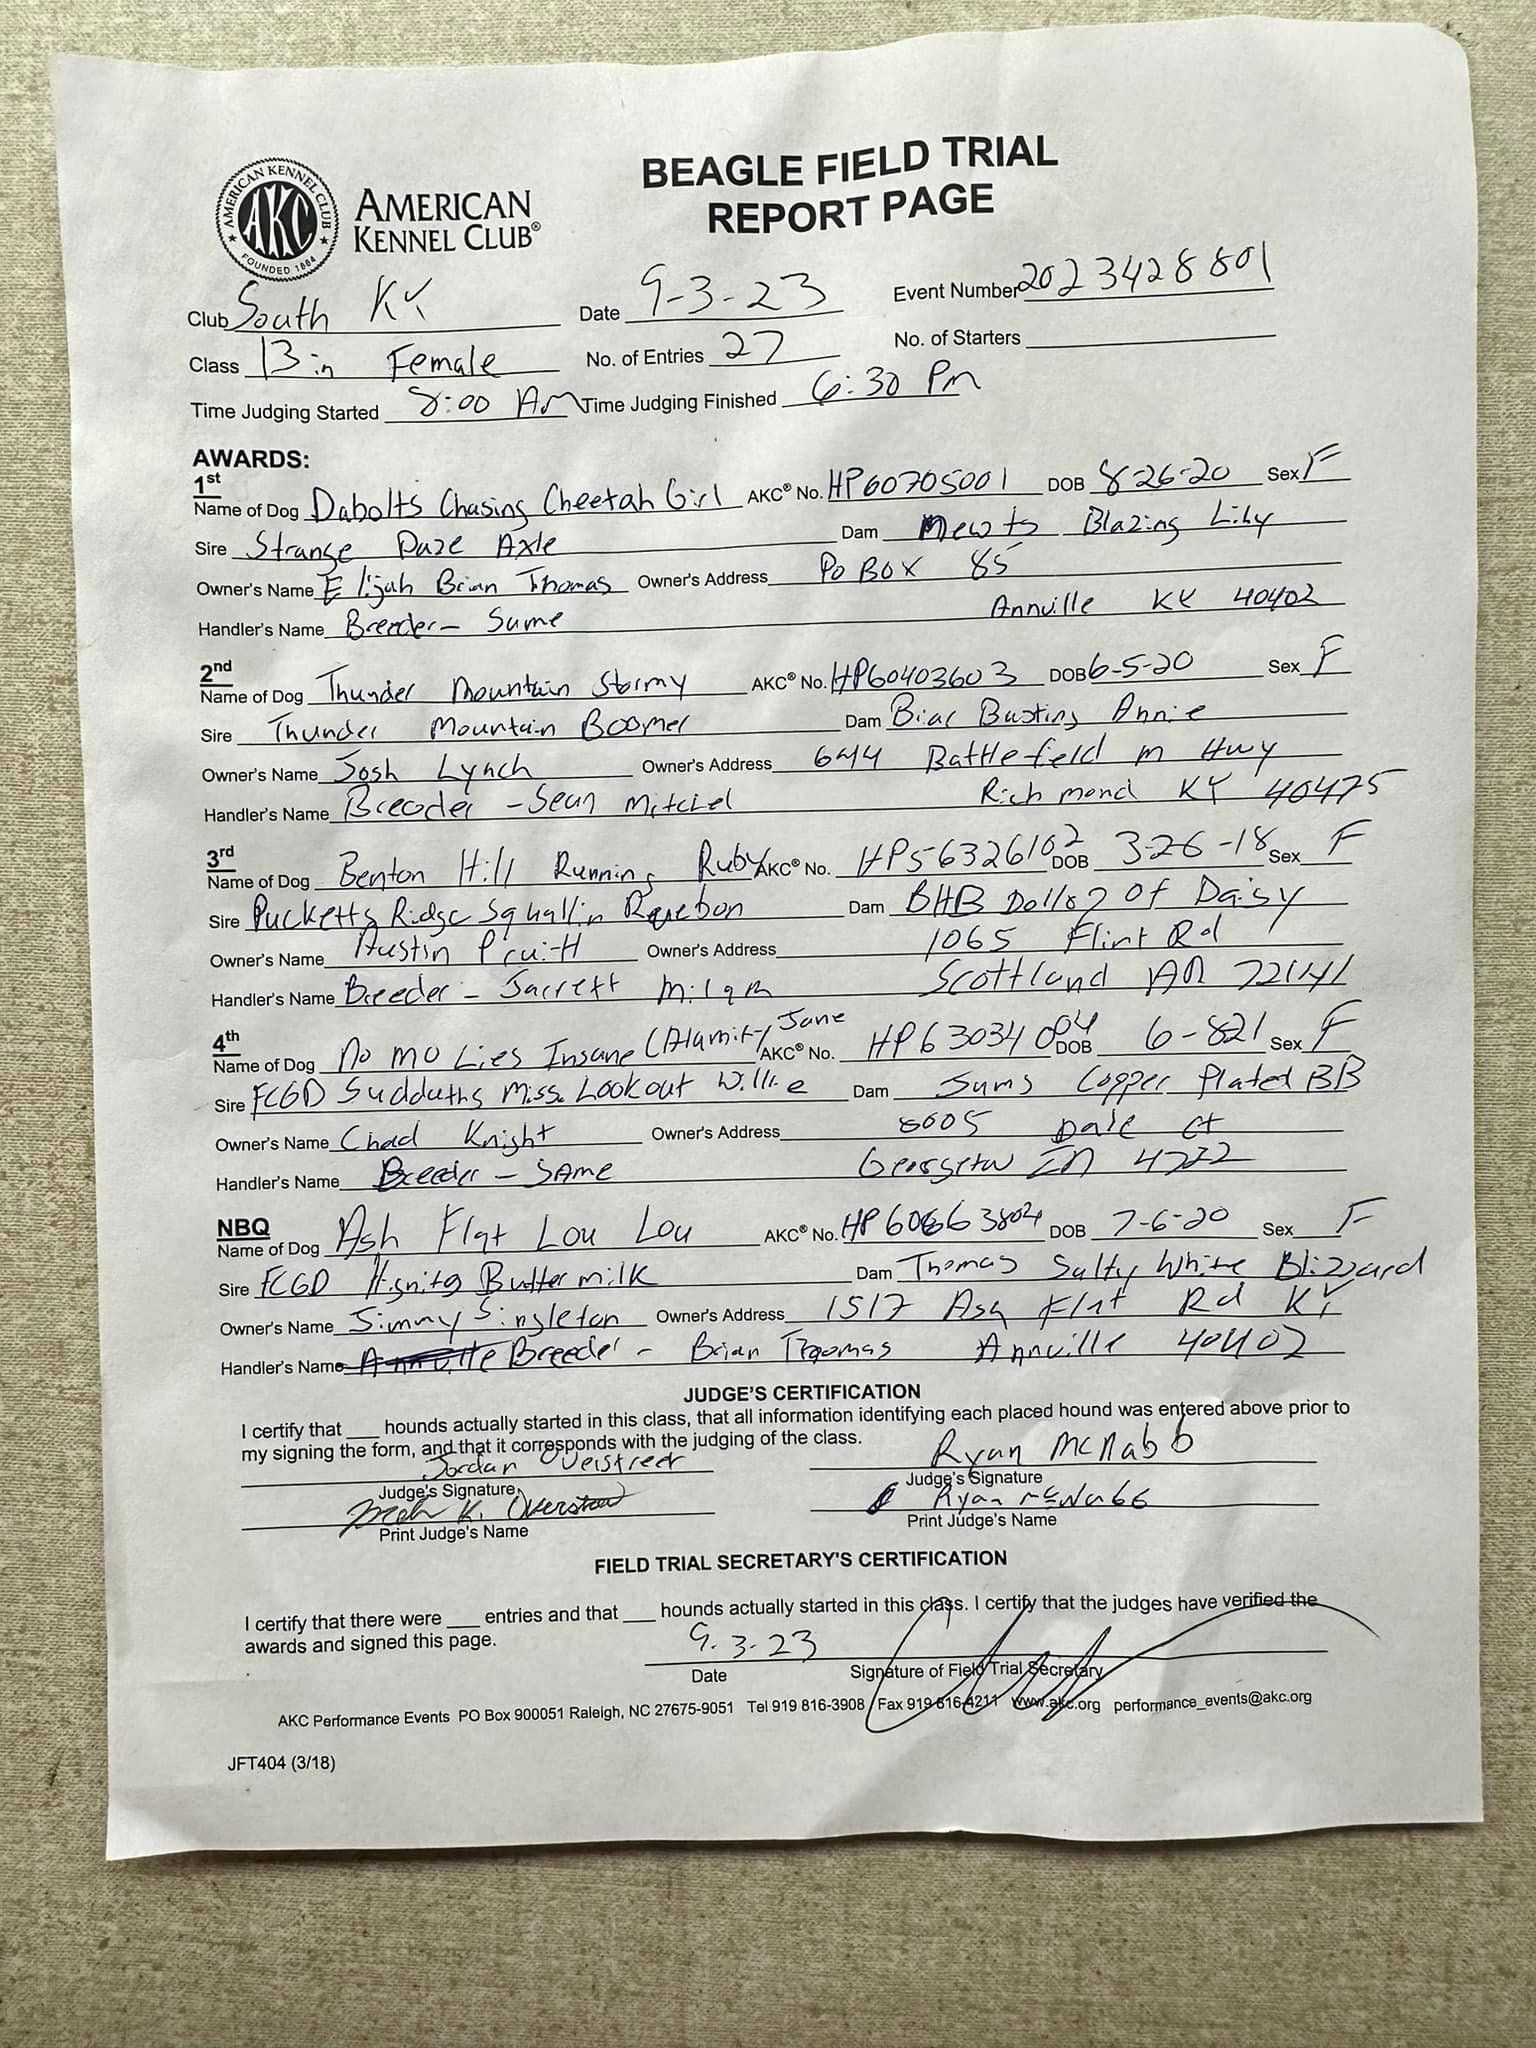 BEAGLE FIELD TRIAL
REPORT PAGE
AMERICAN KENNEL CLUB
AKC
FOUNDED 1884
AMERICAN
KENNEL CLUB®
Club South KY Date 9-3-23 Event Number 2023428801
Class 13 in Female No. of Entries 27 No. of Starters
Time Judging Started 8:00 AM Time Judging Finished 6:30 Pm
AWARDS:
1st
Name of Dog Dabolts Chasing Cheetah Girl AKC® No. HP60705001 DOB 8-26-20 Sex F
Sire Strange Daze Axle Dam Mewts Blazing Lily
Owner's Name Elijah Brian Thomas Owner's Address PO BOX 85
Handler's Name Breeder- Same Annville KY 40402
2nd
Name of Dog Thunder Mountain Stormy AKC® No. HP60403603 DOB 6-5-20 Sex F
Sire Thunder Mountain Boomer Dam Briar Busting Annie
Owner's Name Josh Lynch Owner's Address 644 Battlefield m Hwy
Handler's Name Breeder - Sean Mitchel Richmond KY 40475
3rd
Name of Dog Benton Hill Running Ruby AKC® No. HP56326102 DOB 3-26-18 Sex F
Sire Pucketts Ridge Squallin Dam BHB of Daisy
Owner's Name Austin Pruitt Owner's Address 1065 Flint Rd
Handler's Name Breeder - Jarrett Milam Scottland AR 72141
4th
Name of Dog No Mo Lies Insane Calamity Jane AKC® No. HP63034004 DOB 6-821 Sex F
Sire FCGD Sudduths Miss. Lookout Willie Dam Jums Copper Plated BB
Owner's Name Chad Knight Owner's Address 8005 Dale ct
Handler's Name Breeder - SAME IN
NBQ
Name of Dog Ash Flat Lou Lou AKC® No. HP DOB 7-6-20 Sex F
Sire FCGD Buttermilk Dam Thomas Salty White Blizzard
Owner's Name Jimmy Singleton Owner's Address 1517 Ash Flat Rd KY
Handler's Name Breeder - Brian Thomas Annville 40402
JUDGE'S CERTIFICATION
I certify that ___ hounds actually started in this class, that all information identifying each placed hound was entered above prior to
my signing the form, and that it corresponds with the judging of the class.
Jordan Overstreet Ryan McNabb
Judge's Signature Judge's Signature
K. Ryan McNabb
Print Judge's Name Print Judge's Name
FIELD TRIAL SECRETARY'S CERTIFICATION
I certify that there were ___ entries and that ___ hounds actually started in this class. I certify that the judges have verified the
awards and signed this page.
9-3-23
Date Signature of Field Trial Secretary
AKC Performance Events PO Box 900051 Raleigh, NC 27675-9051 Tel 919 816-3908 Fax 919 816-4211 www.akc.org performance_events@akc.org
JFT404 (3/18)